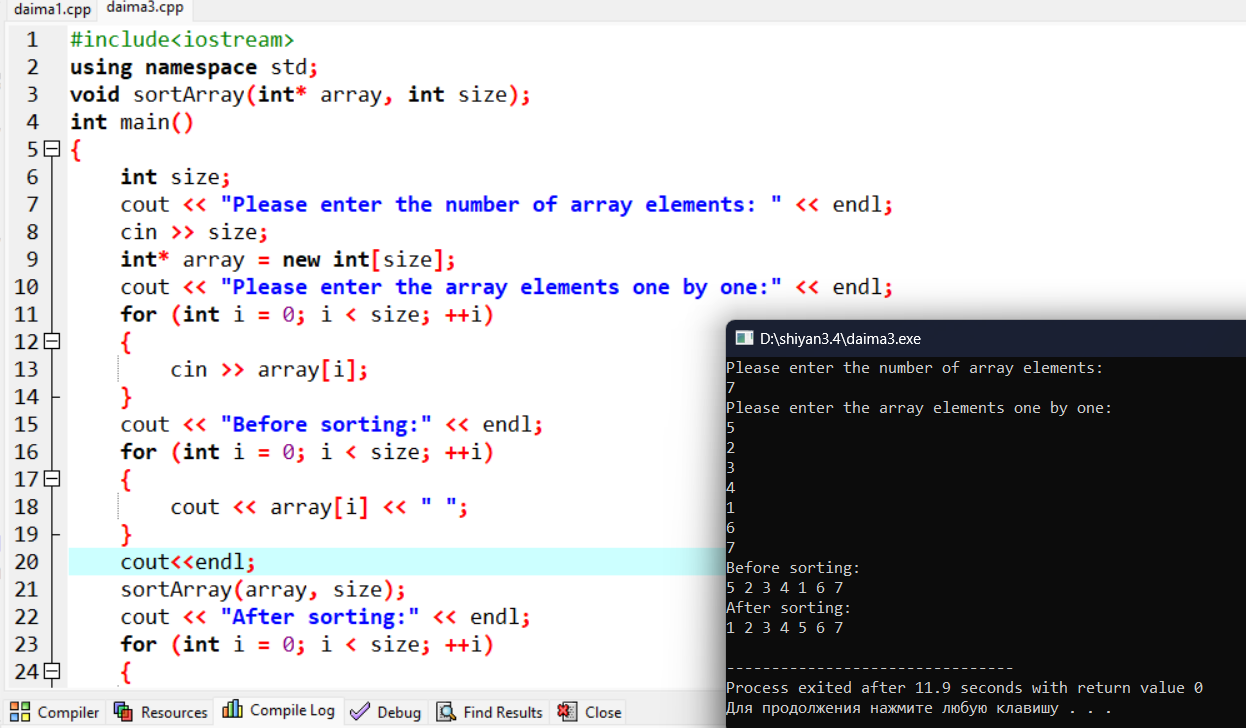 daima1.cpp daima3.cpp
1 #include<iostream>
2 using namespace std;
3 void sortArray(int* array, int size);
4 int main()
5 {
6 int size;
7 cout << "Please enter the number of array elements: " << endl;
8 cin >> size;
9 int* array = new int[size];
10 cout << "Please enter the array elements one by one:" << endl;
11 for (int i = 0; i < size; ++i)
12 {
13 cin >> array[i];
14 }
15 cout << "Before sorting:" << endl;
16 for (int i = 0; i < size; ++i)
17 {
18 cout << array[i] << " ";
19 }
20 cout<<endl;
21 sortArray(array, size);
22 cout << "After sorting:" << endl;
23 for (int i = 0; i < size; ++i)
24 {
D:\shiyan3.4\daima3.exe
Please enter the number of array elements:
7
Please enter the array elements one by one:
5
2
3
4
1
6
7
Before sorting:
5 2 3 4 1 6 7
After sorting:
1 2 3 4 5 6 7
--------------------------------
Process exited after 11.9 seconds with return value 0
Для продолжения нажмите любую клавишу . . .
Compiler Resources Compile Log Debug Find Results Close